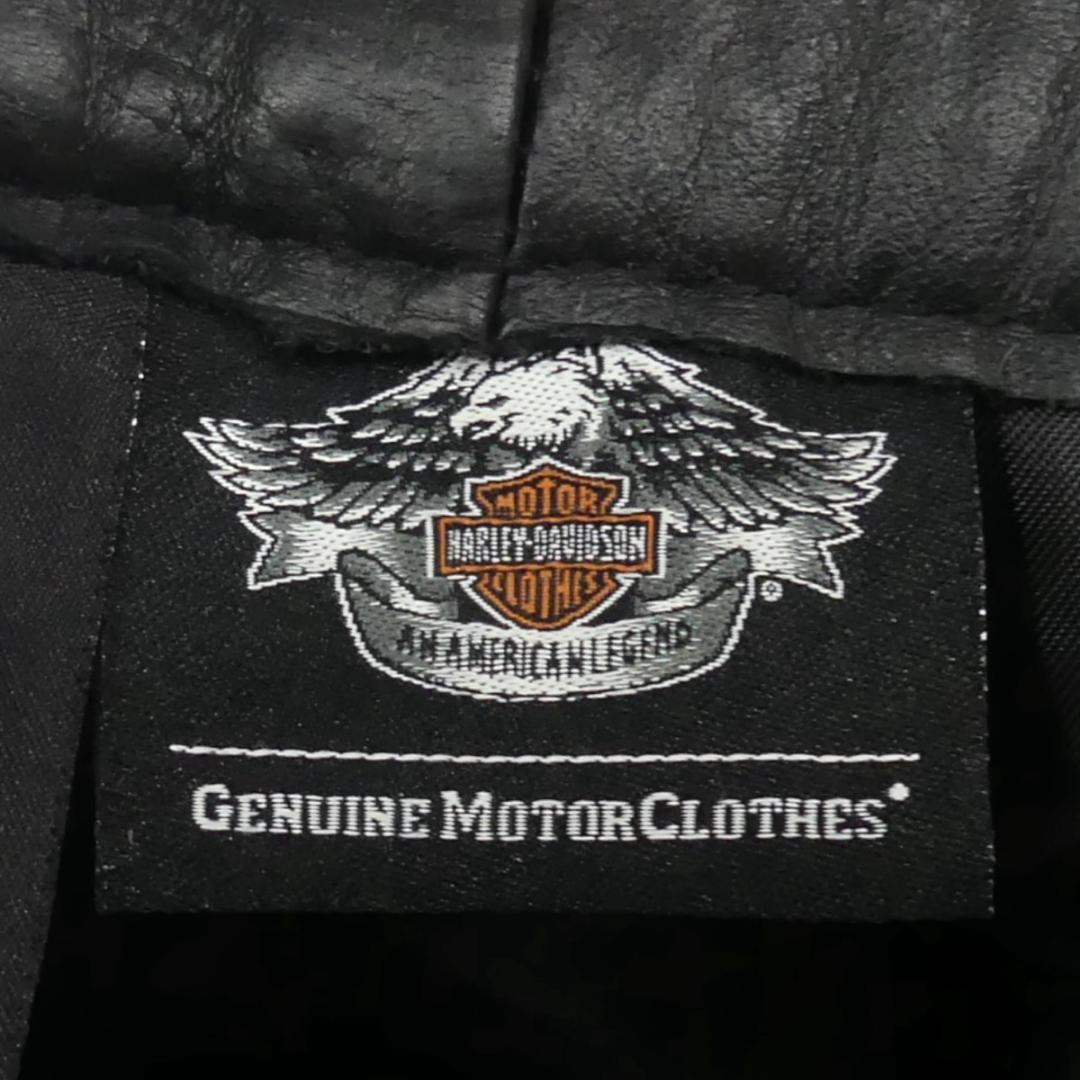 MOTOR
HARLEY-DAVIDSON
CLOTHES
®
AN AMERICAN LEGEND
GENUINE MOTORCLOTHES®